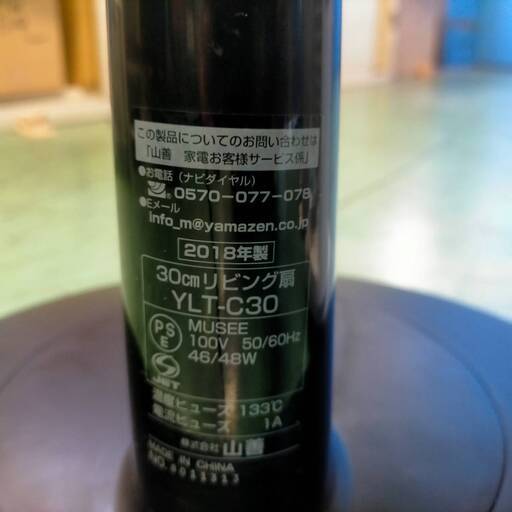 この製品についてのお問い合わせは
「山善 家電お客様サービス係」
●お電話(ナビダイヤル)
0570-077-078
●Eメール
info_m@yamazen.co.jp
2018年製
30cmリビング扇
YLT-C30
PS
E
MUSEE
100V 50/60Hz
46/48W
JET
温度ヒューズ 133℃
電流ヒューズ 1A
株式会社 山善
MADE IN CHINA
NO.